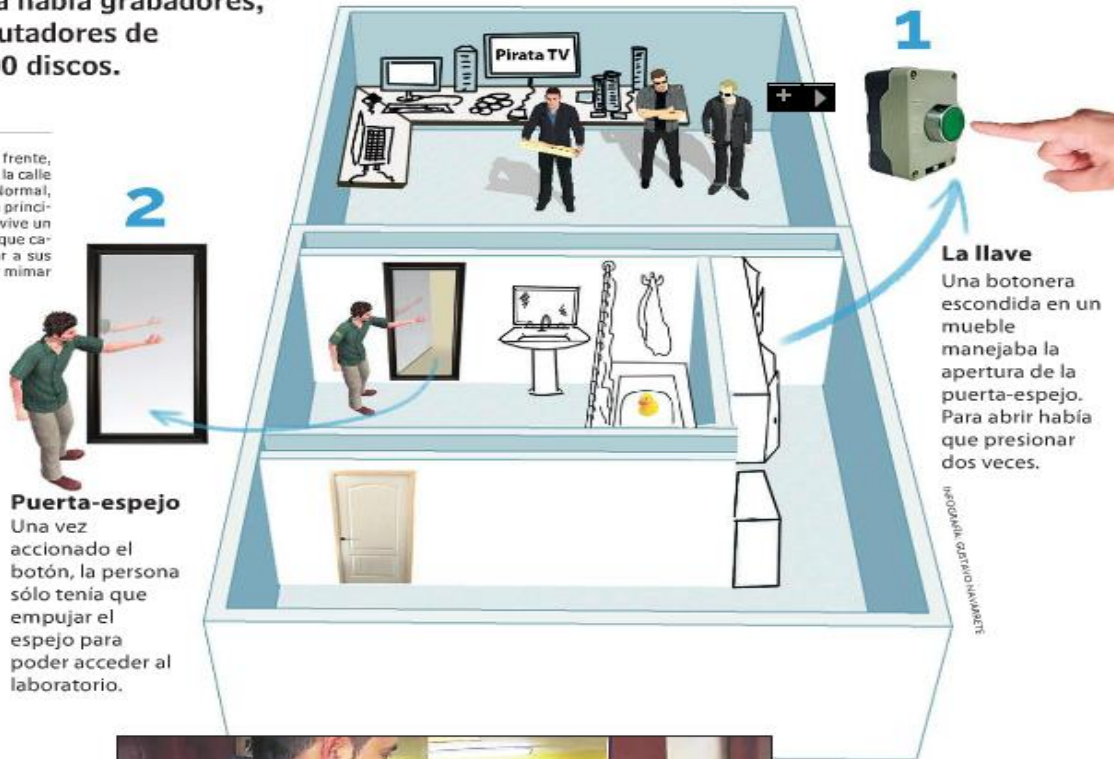 a había grabadores,
utadores de
00 discos.
frente,
la calle
Normal,
princi-
vive un
que ca-
r a sus
mimar
Pirata TV
1
2
La llave
Una botonera
escondida en un
mueble
manejaba la
apertura de la
puerta-espejo.
Para abrir había
que presionar
dos veces.
INFOGRAFÍA: GUSTAVO NAVARRETE
Puerta-espejo
Una vez
accionado el
botón, la persona
sólo tenía que
empujar el
espejo para
poder acceder al
laboratorio.